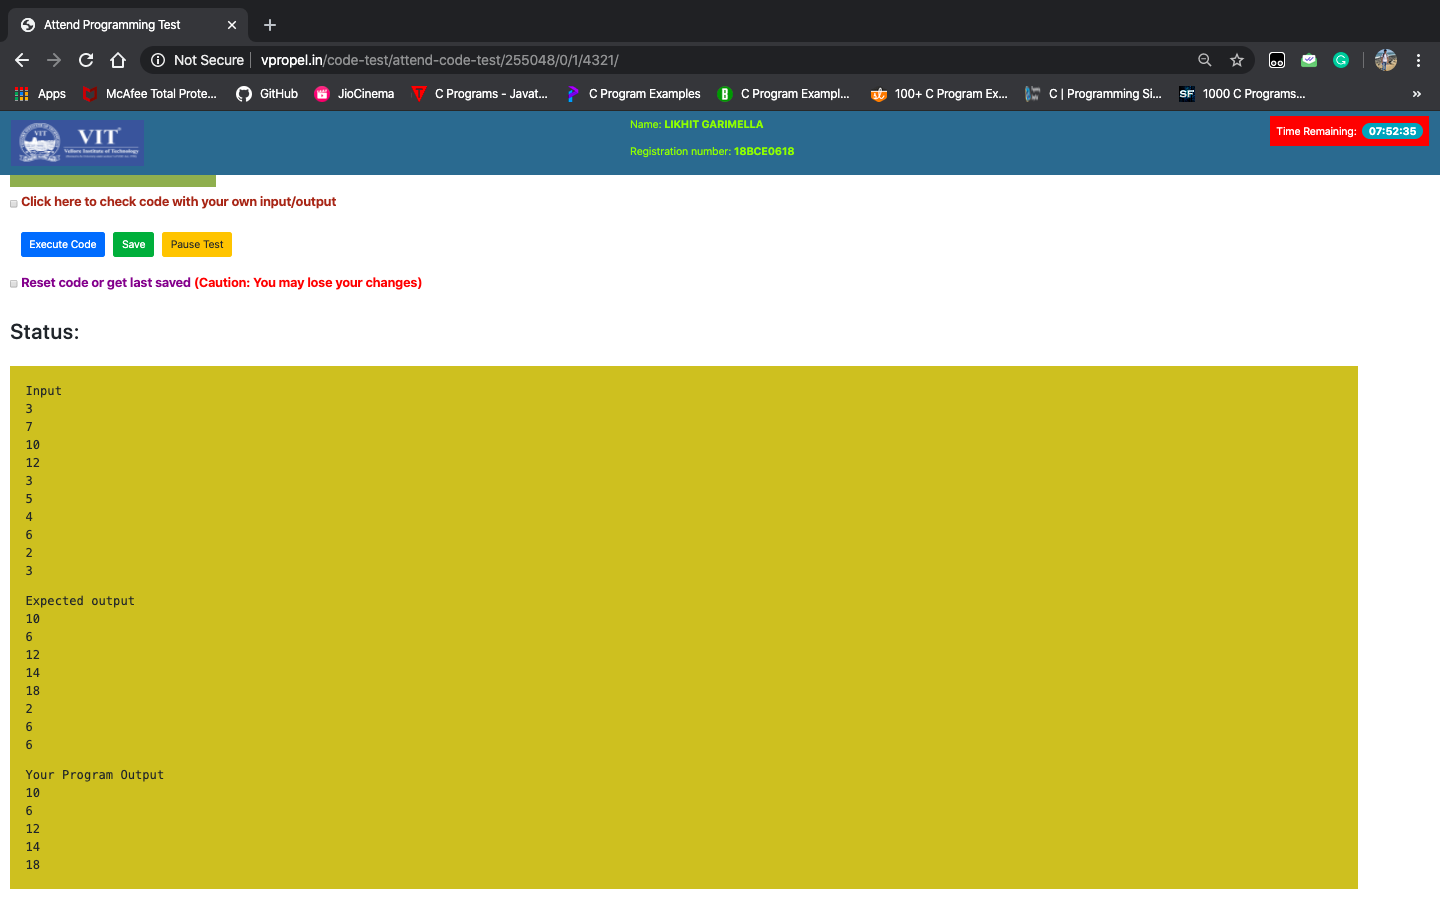 Attend Programming Test
Not Secure
vpropel.in/code-test/attend-code-test/255048/0/1/4321/
Apps
McAfee Total Prote...
GitHub
JioCinema
C Programs - Javat...
C Program Examples
C Program Exampl...
100+ C Program Ex...
C | Programming Si...
SF
1000 C Programs...
VIT
VIT
Vellore Institute of Technology
Name: LIKHIT GARIMELLA
Registration number: 18BCE0618
Time Remaining: 07:52:35
Click here to check code with your own input/output
Execute Code
Save
Pause Test
Reset code or get last saved (Caution: You may lose your changes)
Status:
Input
3
7
10
12
3
5
4
6
2
3
Expected output
10
6
12
14
18
2
6
6
Your Program Output
10
6
12
14
18